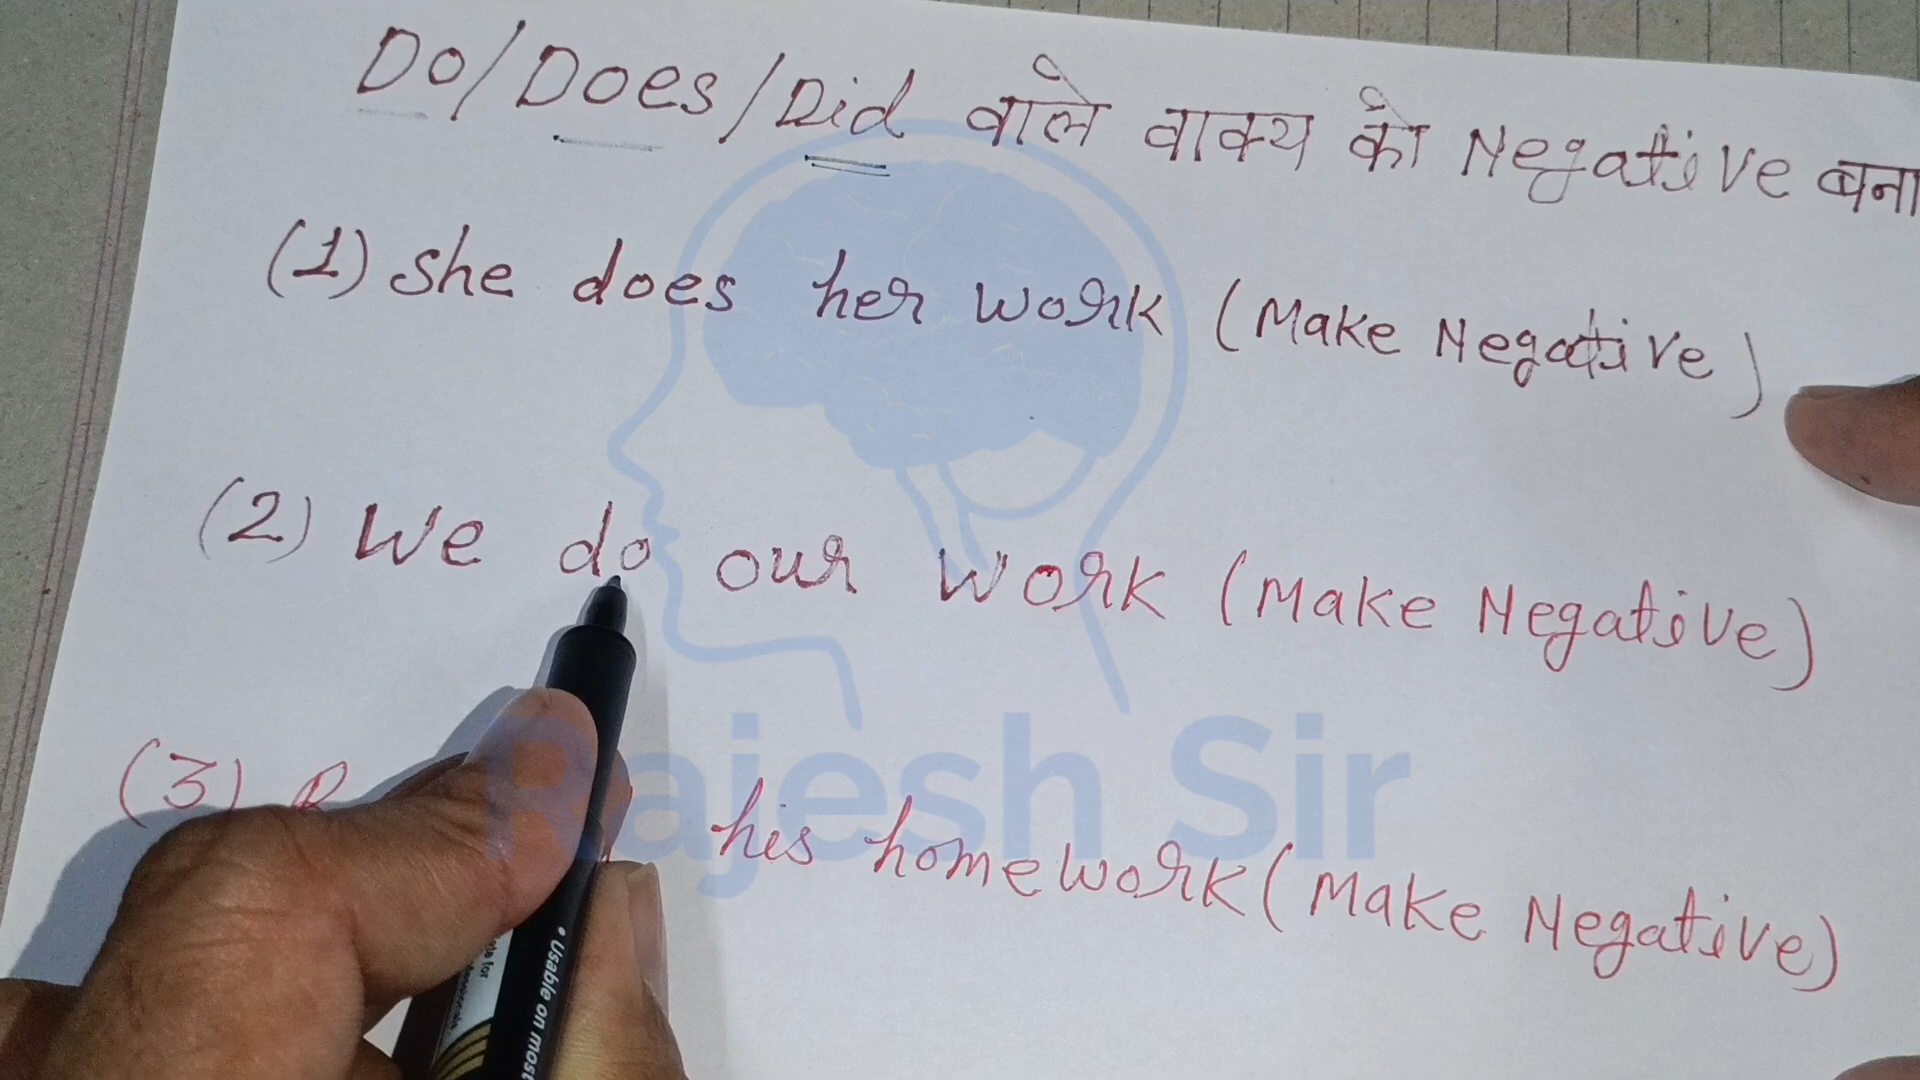 Do/Does/Did वाले वाक्य को Negative बना
(1) She does her work (Make Negative)
(2) We do our work (Make Negative)
(3) his homework (Make Negative)
Rajesh Sir
• Usable on most